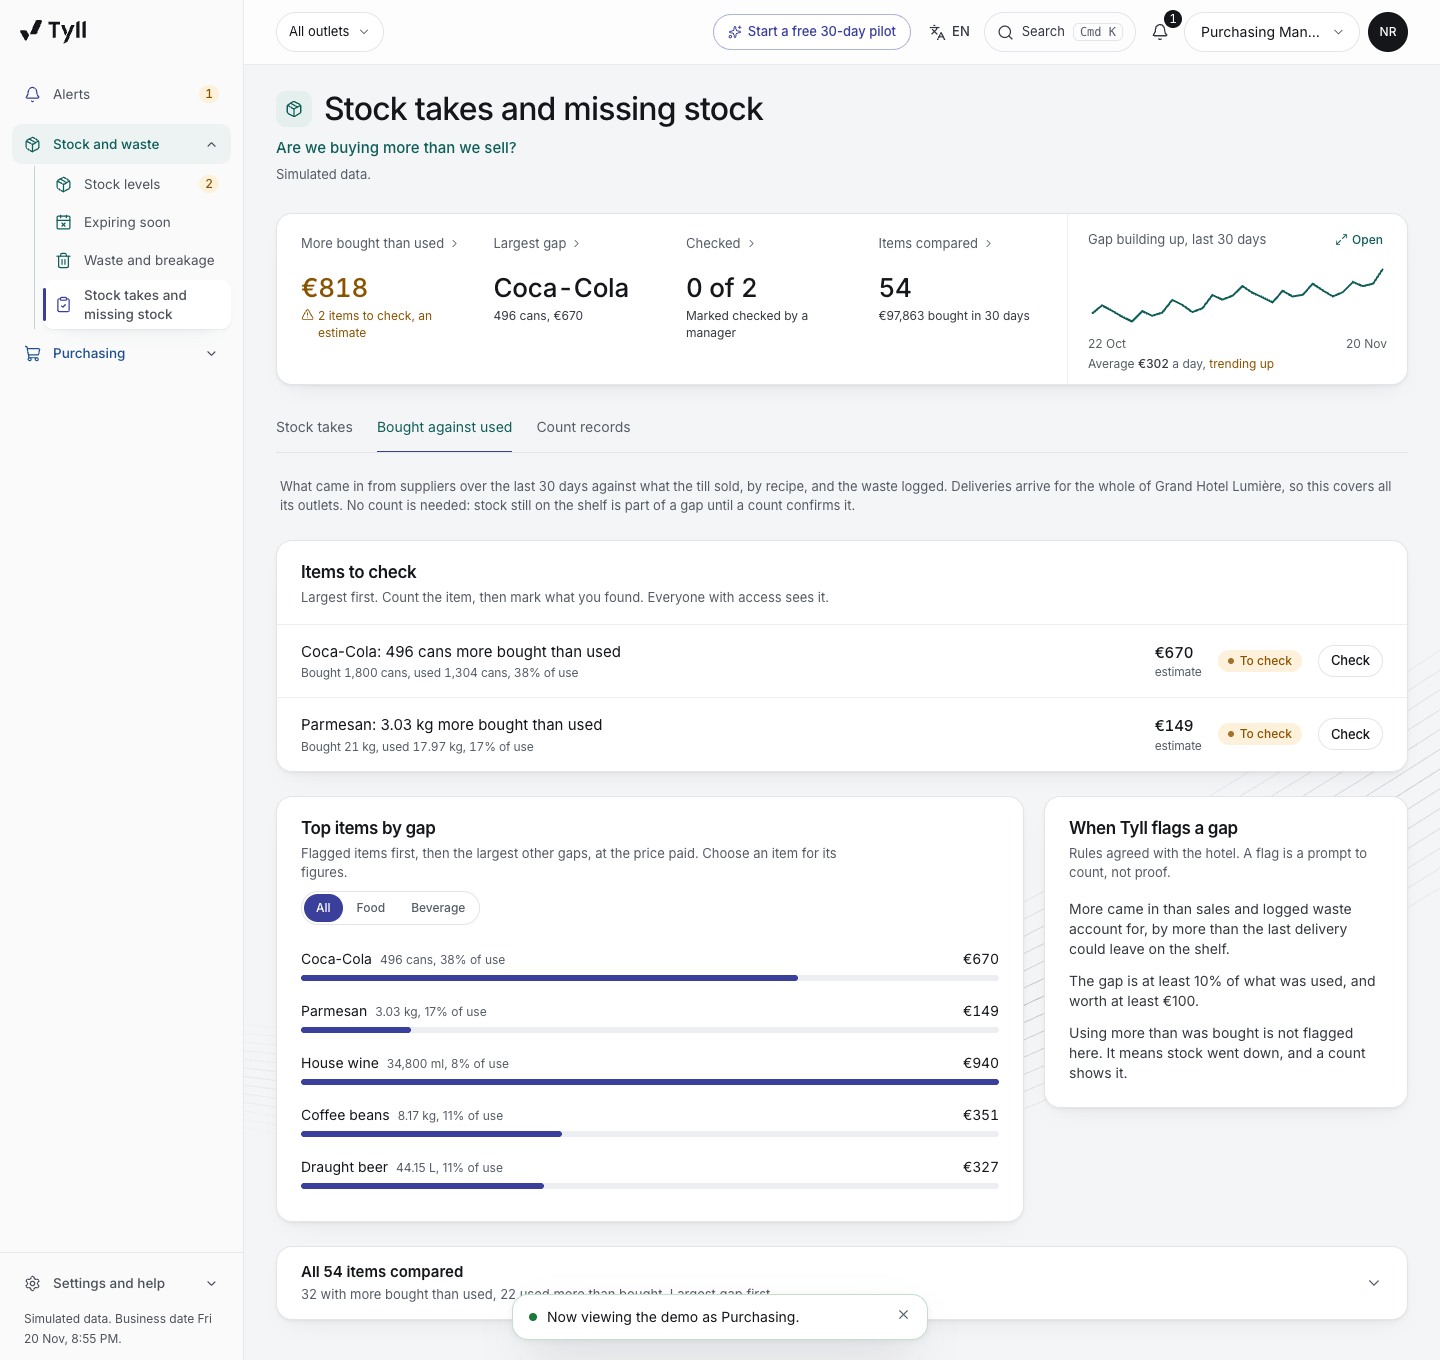 Tyll
All outlets
Start a free 30-day pilot
EN
Search
Cmd K
1
Purchasing Man...
NR
Alerts
1
Stock and waste
Stock levels
2
Expiring soon
Waste and breakage
Stock takes and
missing stock
Purchasing
Stock takes and missing stock
Are we buying more than we sell?
Simulated data.
More bought than used
€818
2 items to check, an
estimate
Largest gap
Coca-Cola
496 cans, €670
Checked
0 of 2
Marked checked by a
manager
Items compared
54
€97,863 bought in 30 days
Gap building up, last 30 days
Open
22 Oct
20 Nov
Average €302 a day, trending up
Stock takes
Bought against used
Count records
What came in from suppliers over the last 30 days against what the till sold, by recipe, and the waste logged. Deliveries arrive for the whole of Grand Hotel Lumière, so this covers all
its outlets. No count is needed: stock still on the shelf is part of a gap until a count confirms it.
Items to check
Largest first. Count the item, then mark what you found. Everyone with access sees it.
Coca-Cola: 496 cans more bought than used
Bought 1,800 cans, used 1,304 cans, 38% of use
€670
estimate
To check
Check
Parmesan: 3.03 kg more bought than used
Bought 21 kg, used 17.97 kg, 17% of use
€149
estimate
To check
Check
Top items by gap
Flagged items first, then the largest other gaps, at the price paid. Choose an item for its
figures.
All
Food
Beverage
Coca-Cola 496 cans, 38% of use
€670
Parmesan 3.03 kg, 17% of use
€149
House wine 34,800 ml, 8% of use
€940
Coffee beans 8.17 kg, 11% of use
€351
Draught beer 44.15 L, 11% of use
€327
When Tyll flags a gap
Rules agreed with the hotel. A flag is a prompt to
count, not proof.
More came in than sales and logged waste
account for, by more than the last delivery
could leave on the shelf.
The gap is at least 10% of what was used, and
worth at least €100.
Using more than was bought is not flagged
here. It means stock went down, and a count
shows it.
All 54 items compared
32 with more bought than used, 22 used more than bought. Largest gap first.
Now viewing the demo as Purchasing.
Settings and help
Simulated data. Business date Fri
20 Nov, 8:55 PM.